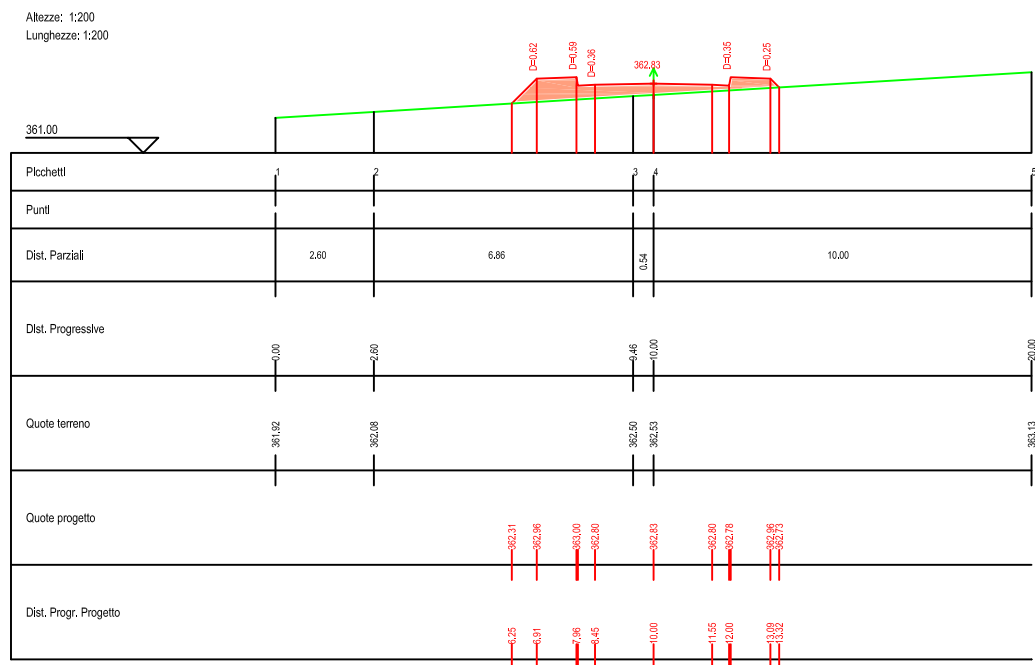 Altezze: 1:200
Lunghezze: 1:200
D=0.62
D=0.59
D=0.36
362.83
D=0.35
D=0.25
361.00
Picchetti 1 2 3 4 5
Punti
Dist. Parziali 2.60 6.86 0.54 10.00
Dist. Progressive 0.00 2.60 9.46 10.00 20.00
Quote terreno 361.92 362.08 362.50 362.53 363.13
Quote progetto 362.31 362.96 363.00 362.80 362.83 362.80 362.78 362.96 362.73
Dist. Progr. Progetto 6.25 6.91 7.96 8.45 10.00 11.55 12.00 13.09 13.32